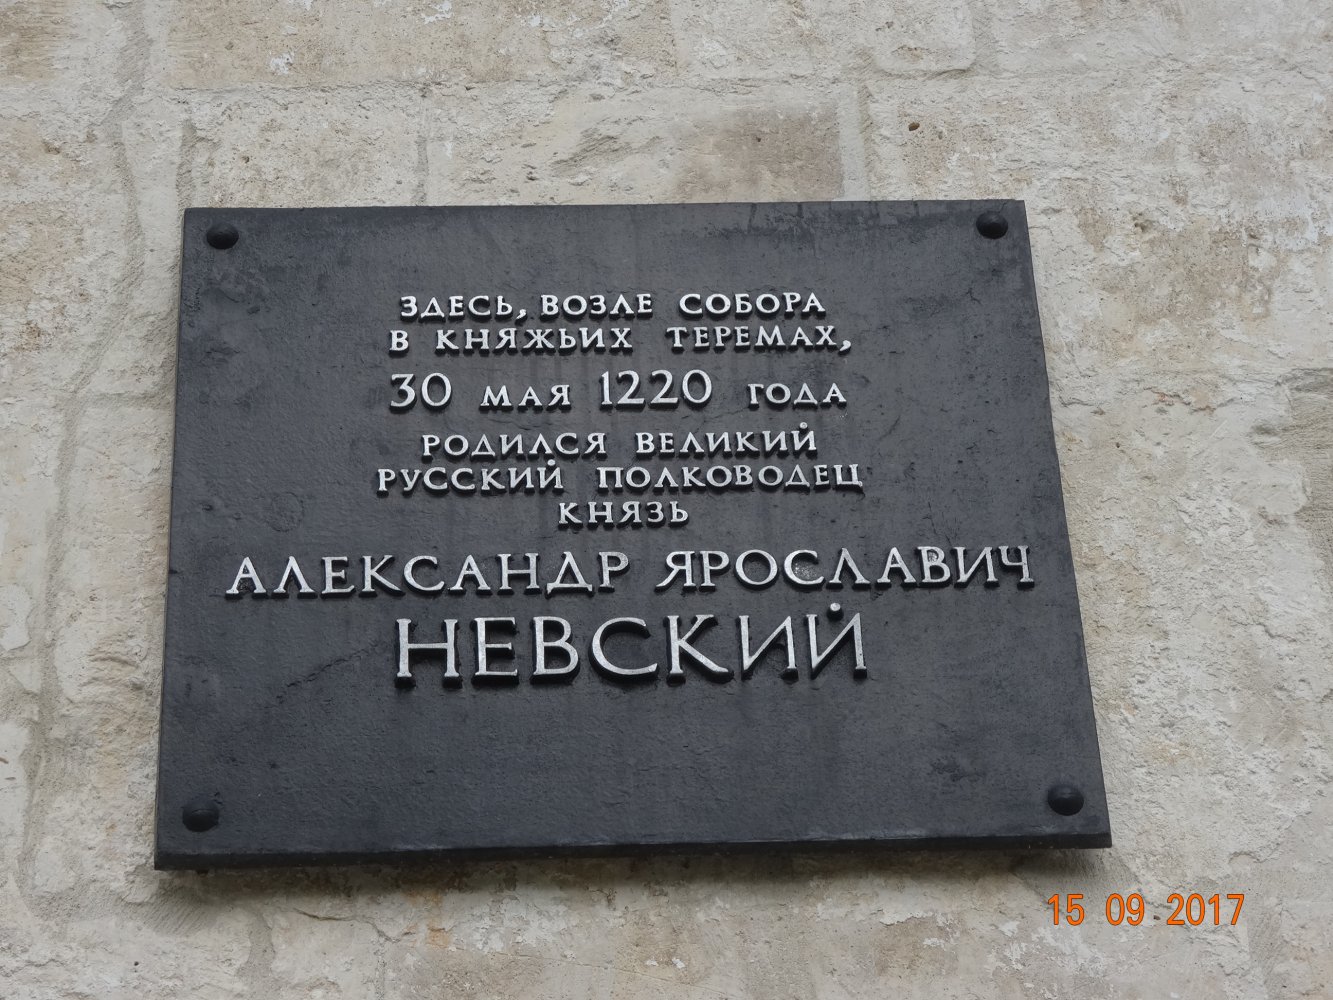 ЗДЕСЬ, ВОЗЛЕ СОБОРА
В КНЯЖЬИХ ТЕРЕМАХ,
30 МАЯ 1220 ГОДА
РОДИЛСЯ ВЕЛИКИЙ
РУССКИЙ ПОЛКОВОДЕЦ
КНЯЗЬ
АЛЕКСАНДР ЯРОСЛАВИЧ
НЕВСКИЙ
15 09 2017